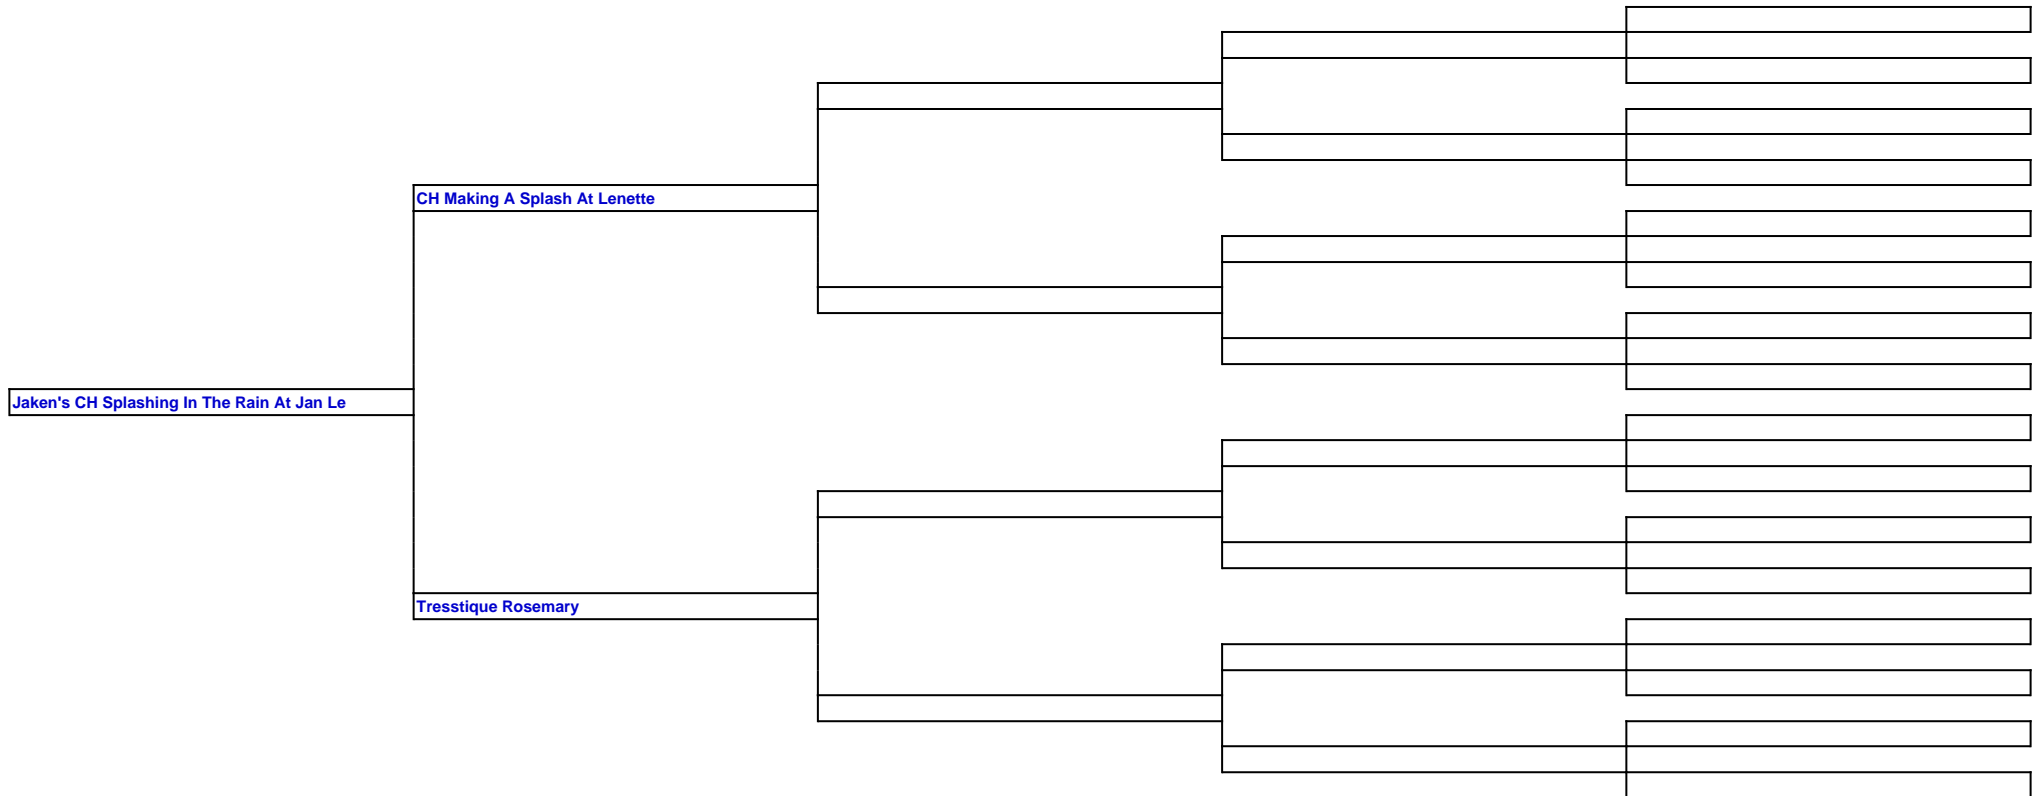 CH Making A Splash At Lenette
Jaken's CH Splashing In The Rain At Jan Le
Tresstique Rosemary